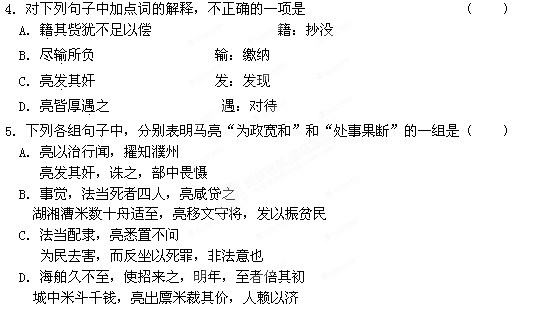 4. 对下列句子中加点词的解释，不正确的一项是 （ ）
A. 籍其赀犹不足以偿 籍：抄没
B. 尽输所负 输：缴纳
C. 亮发其奸 发：发现
D. 亮皆厚遇之 遇：对待
5. 下列各组句子中，分别表明马亮“为政宽和”和“处事果断”的一组是（ ）
A. 亮以治行闻，擢知濮州
亮发其奸，诛之，部中畏慑
B. 事觉，法当死者四人，亮咸贷之
湖湘漕米数十舟适至，亮移文守将，发以振贫民
C. 法当配隶，亮悉置不问
为民去害，而反坐以死罪，非法意也
D. 海舶久不至，使招来之，明年，至者倍其初
城中米斗千钱，亮出廪米裁其价，人赖以济